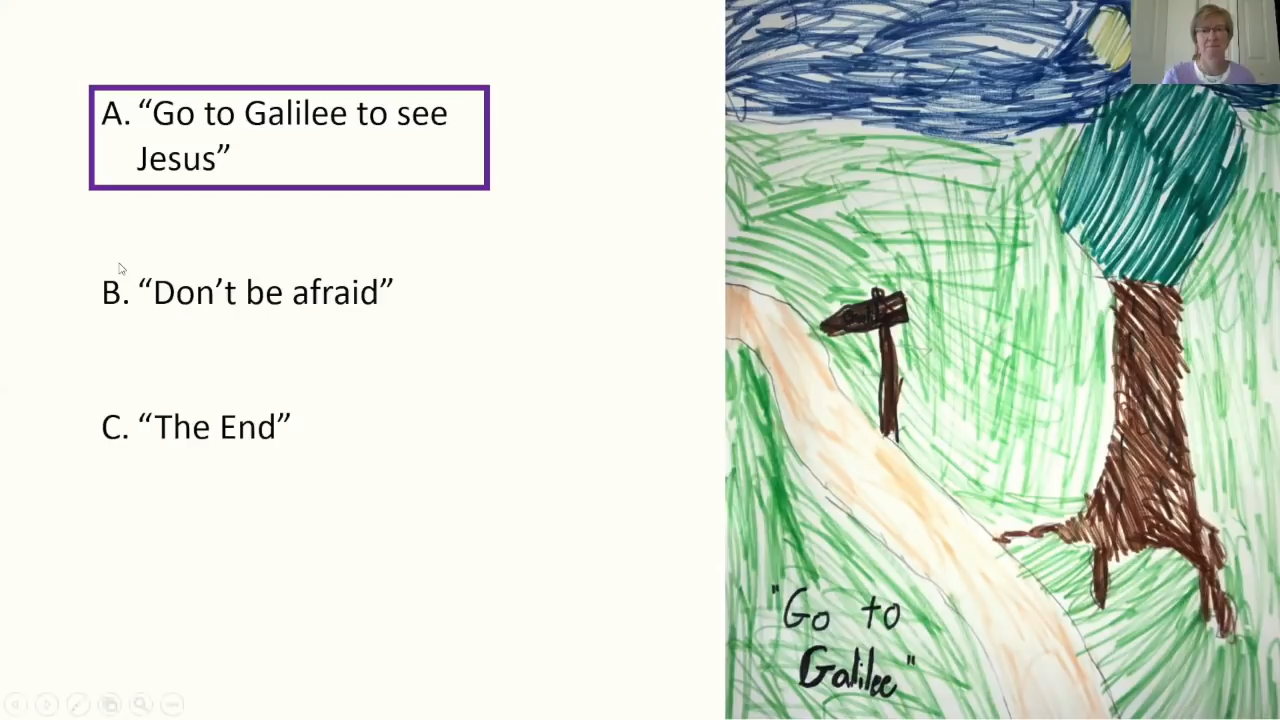 A. “Go to Galilee to see
Jesus”
B. “Don’t be afraid”
C. “The End”
"Go to
Galilee"